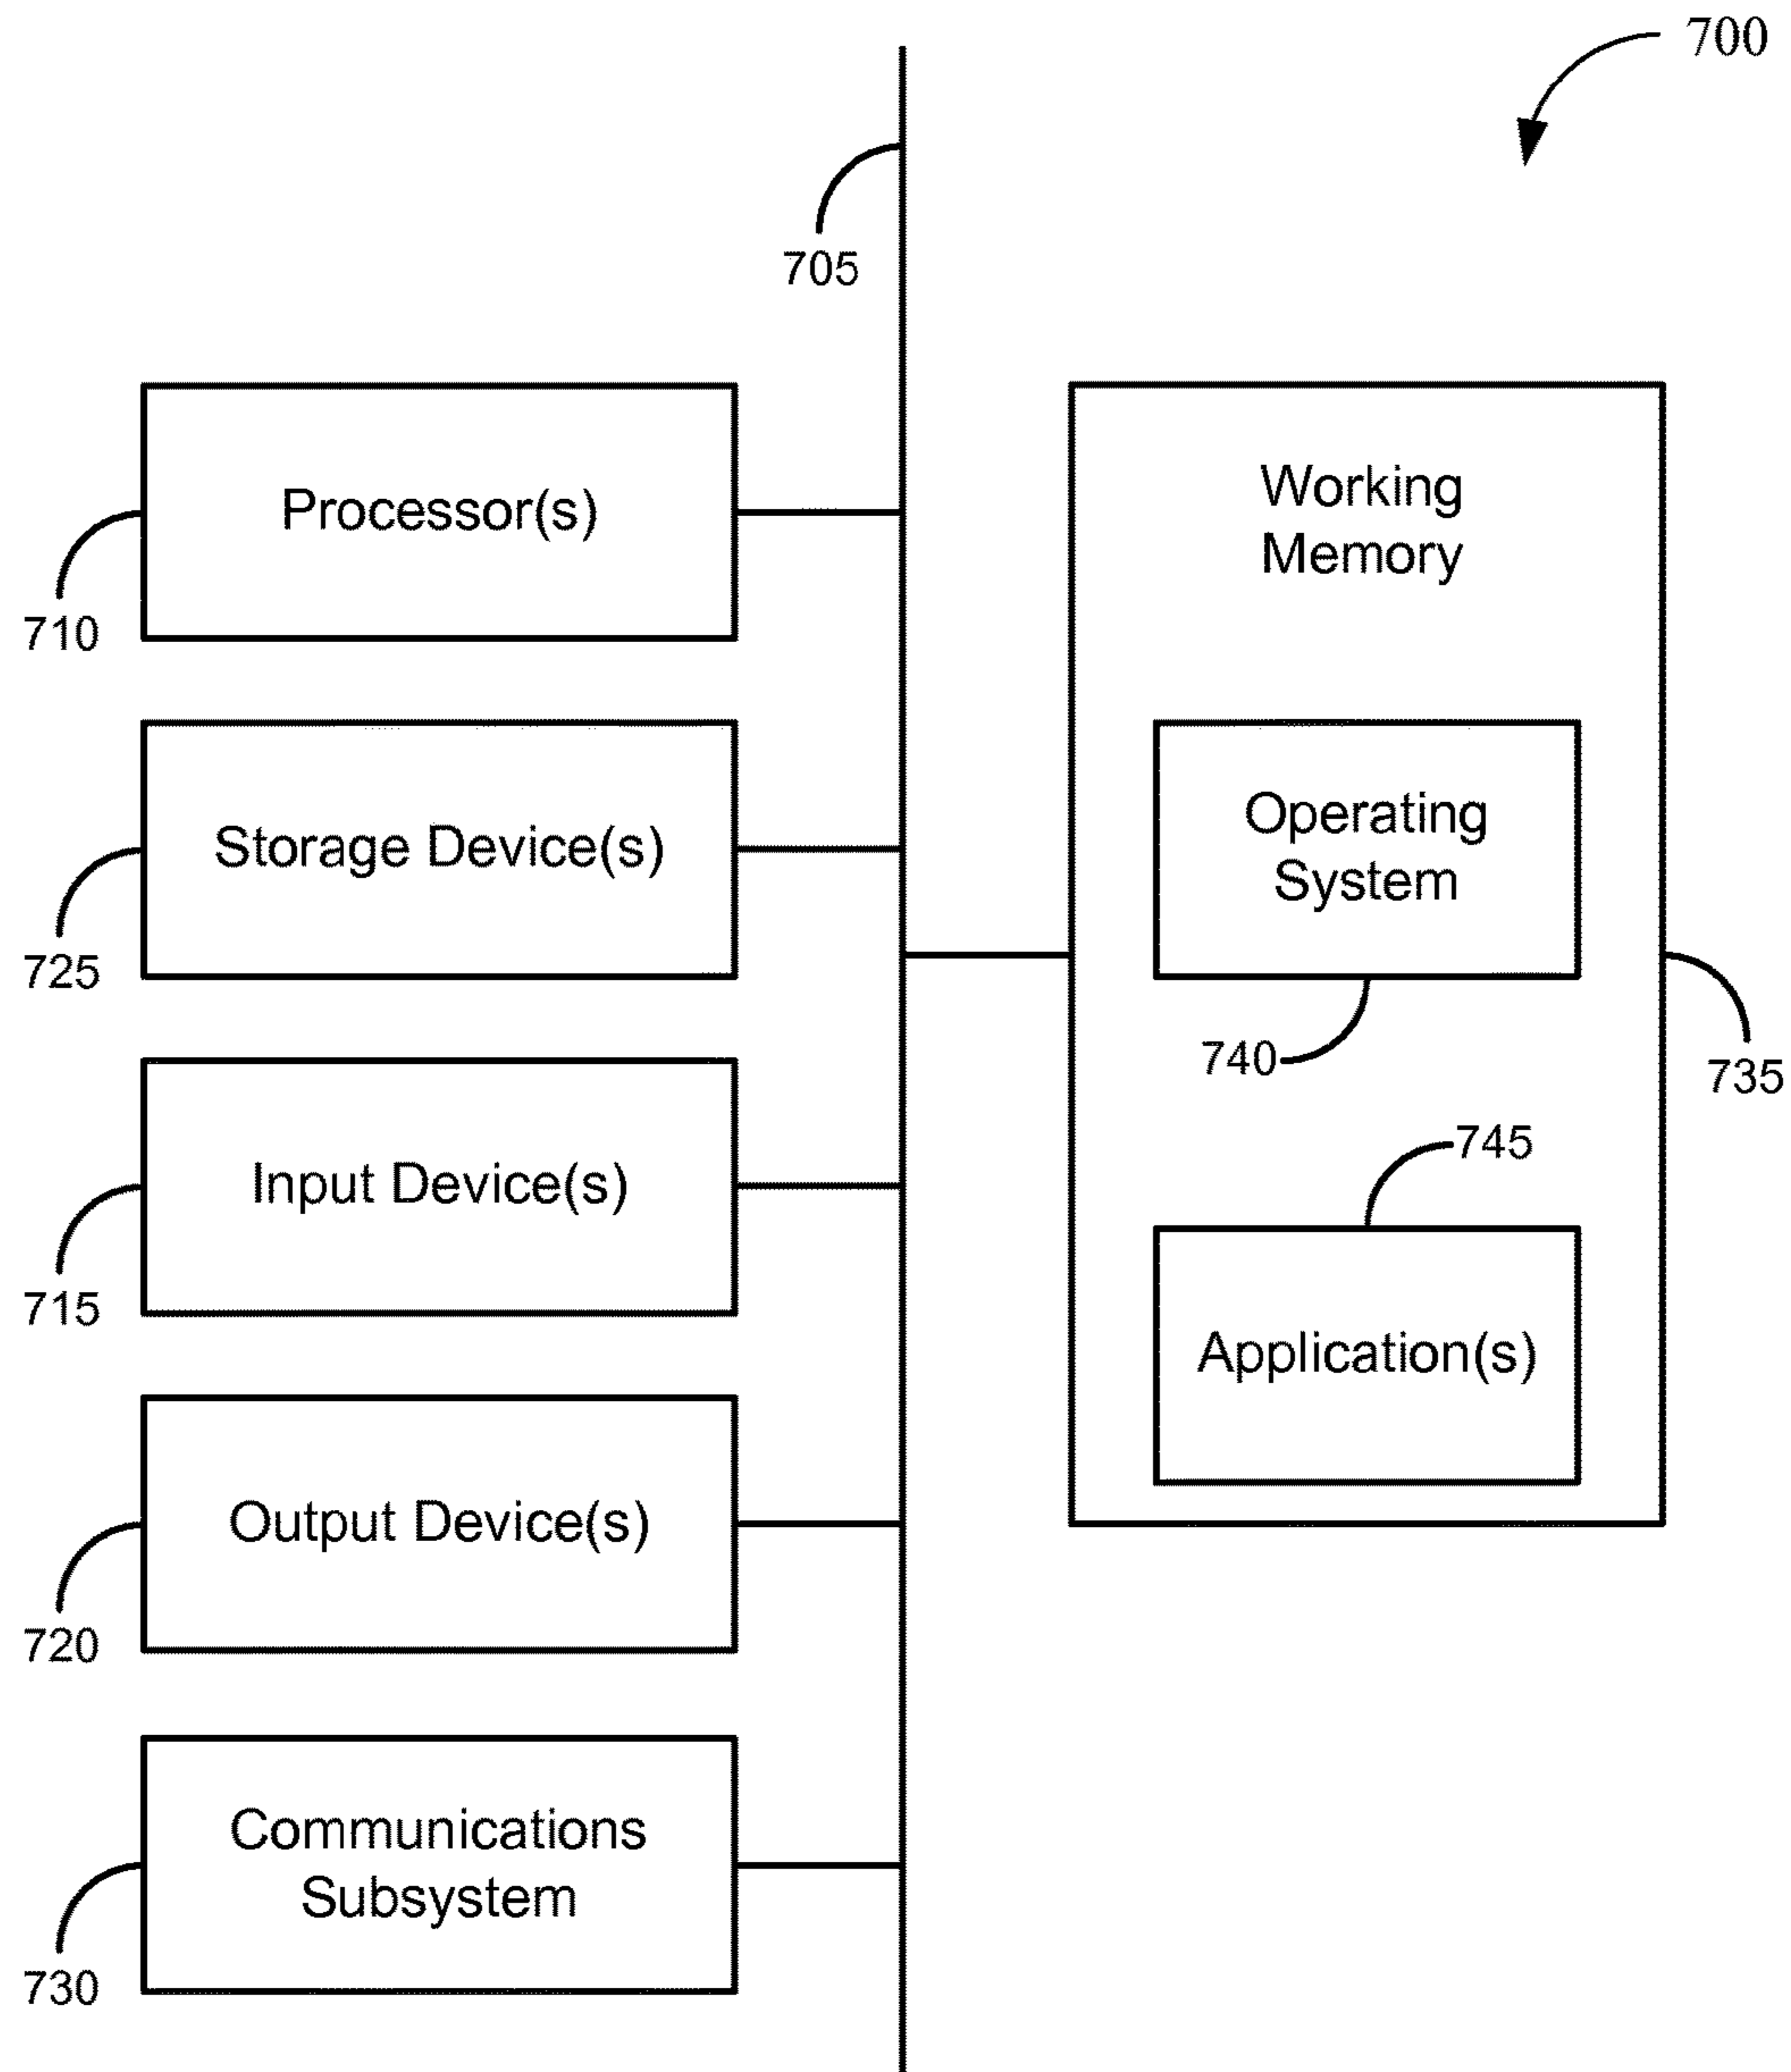 700
705
Processor(s)
710
Working
Memory
Storage Device(s)
725
Operating
System
740
735
Input Device(s)
715
745
Application(s)
Output Device(s)
720
Communications
Subsystem
730